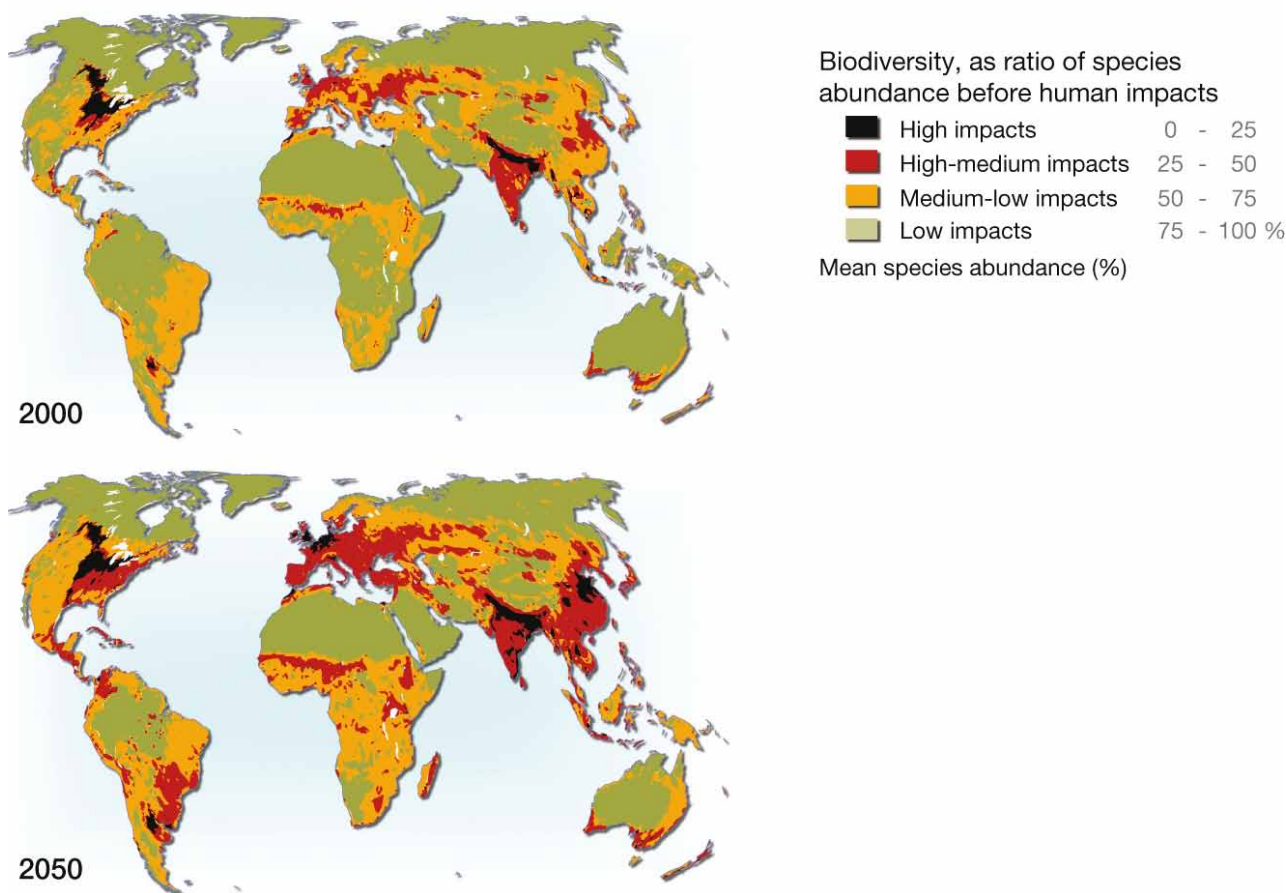 Biodiversity, as ratio of species
abundance before human impacts
High impacts 0 - 25
High-medium impacts 25 - 50
Medium-low impacts 50 - 75
Low impacts 75 - 100 %
Mean species abundance (%)
2000
2050